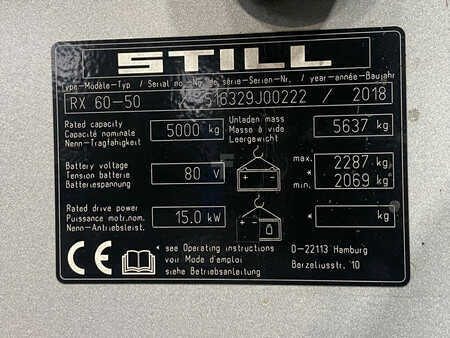 STILL
Type-Modèle-Typ / Serial no.-No. de série-Serien-Nr. / year-année-Baujahr
RX 60-50 516329J00222 / 2018
Rated capacity
Capacité nominale
Nenn-Tragfähigkeit
5000 kg
Unladen mass
Masse à vide
Leergewicht
5637 kg
Battery voltage
Tension batterie
Batteriespannung
80 V
max. 2287 kg
* *
min. 2069 kg
Rated drive power
Puissance motr.nom.
Nenn-Antriebsleist.
15.0 kW
* kg
* see Operating instructions
voir Mode d'emploi
siehe Betriebsanleitung
D-22113 Hamburg
Berzeliusstr. 10
CE